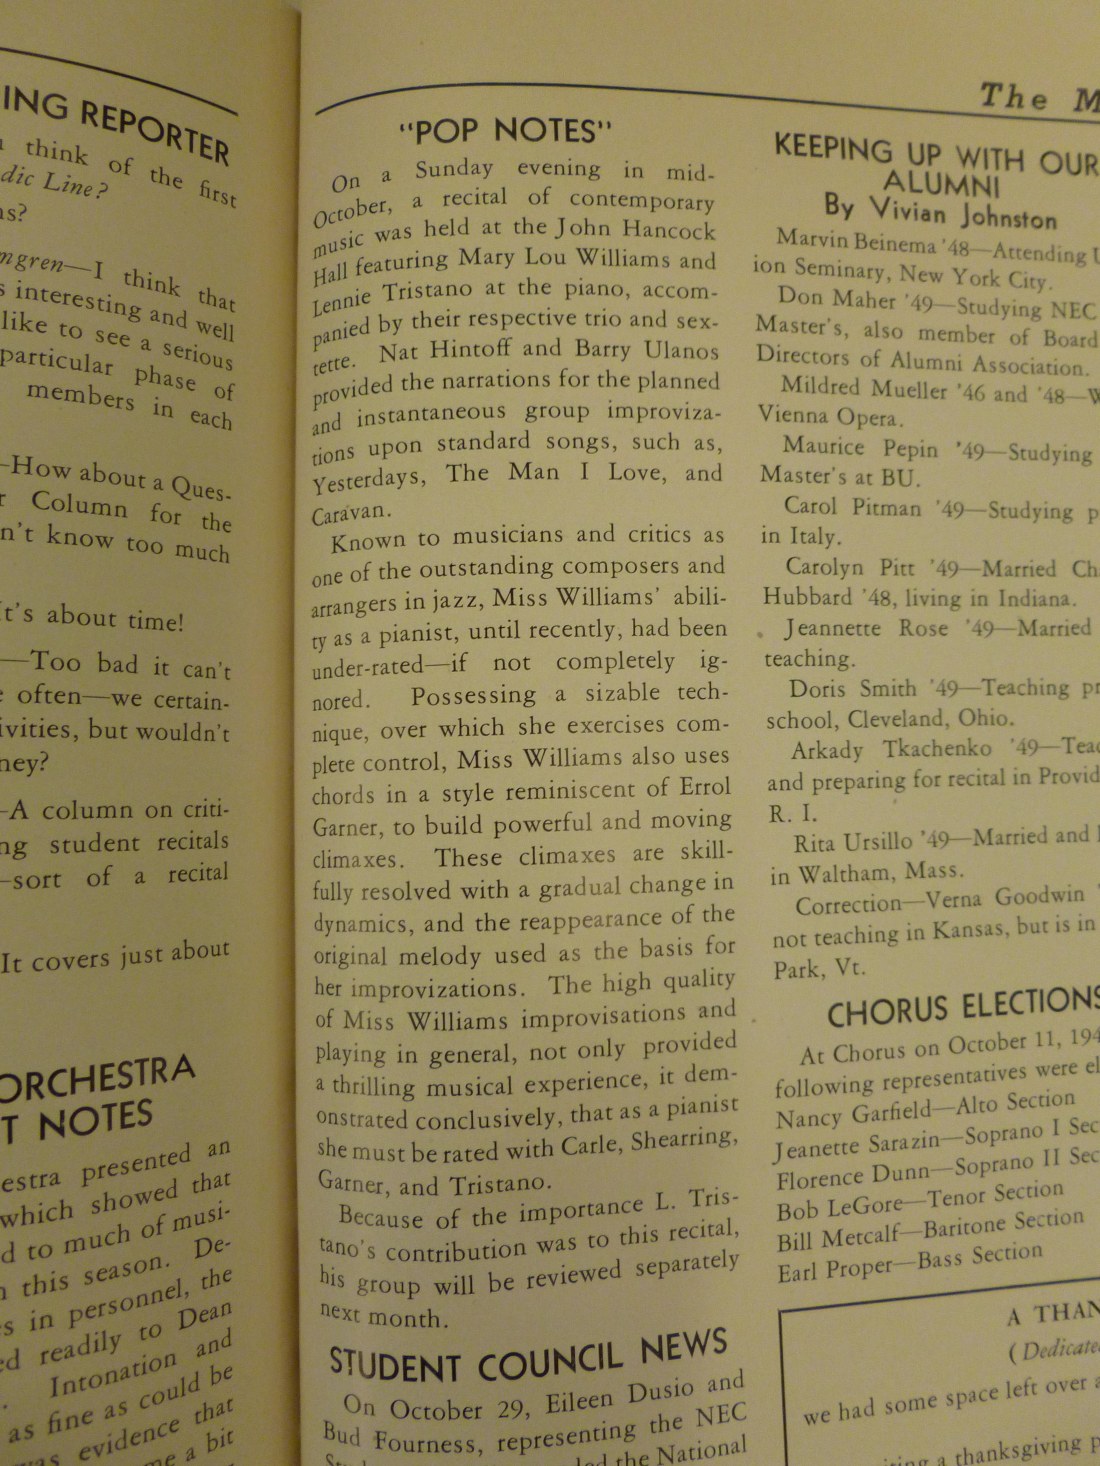 ING REPORTER
think of the first
dic Line?
ns?
mgren—I think that
s interesting and well
like to see a serious
particular phase of
members in each
—How about a Ques-
r Column for the
n't know too much
It's about time!
—Too bad it can't
e often—we certain-
ivities, but wouldn't
ney?
—A column on criti-
ng student recitals
—sort of a recital
It covers just about
ORCHESTRA
T NOTES
estra presented an
which showed that
d to much of musi-
n this season. De-
s in personnel, the
ed readily to Dean
Intonation and
as fine as could be
was evidence that
me a bit
"POP NOTES"
On a Sunday evening in mid-
October, a recital of contemporary
music was held at the John Hancock
Hall featuring Mary Lou Williams and
Lennie Tristano at the piano, accom-
panied by their respective trio and sex-
tette. Nat Hintoff and Barry Ulanos
provided the narrations for the planned
and instantaneous group improviza-
tions upon standard songs, such as,
Yesterdays, The Man I Love, and
Caravan.
Known to musicians and critics as
one of the outstanding composers and
arrangers in jazz, Miss Williams' abili-
ty as a pianist, until recently, had been
under-rated—if not completely ig-
nored. Possessing a sizable tech-
nique, over which she exercises com-
plete control, Miss Williams also uses
chords in a style reminiscent of Errol
Garner, to build powerful and moving
climaxes. These climaxes are skill-
fully resolved with a gradual change in
dynamics, and the reappearance of the
original melody used as the basis for
her improvizations. The high quality
of Miss Williams improvisations and
playing in general, not only provided
a thrilling musical experience, it dem-
onstrated conclusively, that as a pianist
she must be rated with Carle, Shearring,
Garner, and Tristano.
Because of the importance L. Tris-
tano's contribution was to this recital,
his group will be reviewed separately
next month.
STUDENT COUNCIL NEWS
On October 29, Eileen Dusio and
Bud Fourness, representing the NEC
the National
The M
KEEPING UP WITH OUR
ALUMNI
By Vivian Johnston
Marvin Beinema '48—Attending U
ion Seminary, New York City.
Don Maher '49—Studying NEC
Master's, also member of Board
Directors of Alumni Association.
Mildred Mueller '46 and '48—W
Vienna Opera.
Maurice Pepin '49—Studying
Master's at BU.
Carol Pitman '49—Studying p
in Italy.
Carolyn Pitt '49—Married Ch
Hubbard '48, living in Indiana.
Jeannette Rose '49—Married
teaching.
Doris Smith '49—Teaching pr
school, Cleveland, Ohio.
Arkady Tkachenko '49—Teac
and preparing for recital in Provid
R. I.
Rita Ursillo '49—Married and
in Waltham, Mass.
Correction—Verna Goodwin '
not teaching in Kansas, but is in
Park, Vt.
CHORUS ELECTIONS
At Chorus on October 11, 194
following representatives were el
Nancy Garfield—Alto Section
Jeanette Sarazin—Soprano I Sec
Florence Dunn—Soprano II Sec
Bob LeGore—Tenor Section
Bill Metcalf—Baritone Section
Earl Proper—Bass Section
A THAN
(Dedicate
we had some space left over a
iting a thanksgiving p